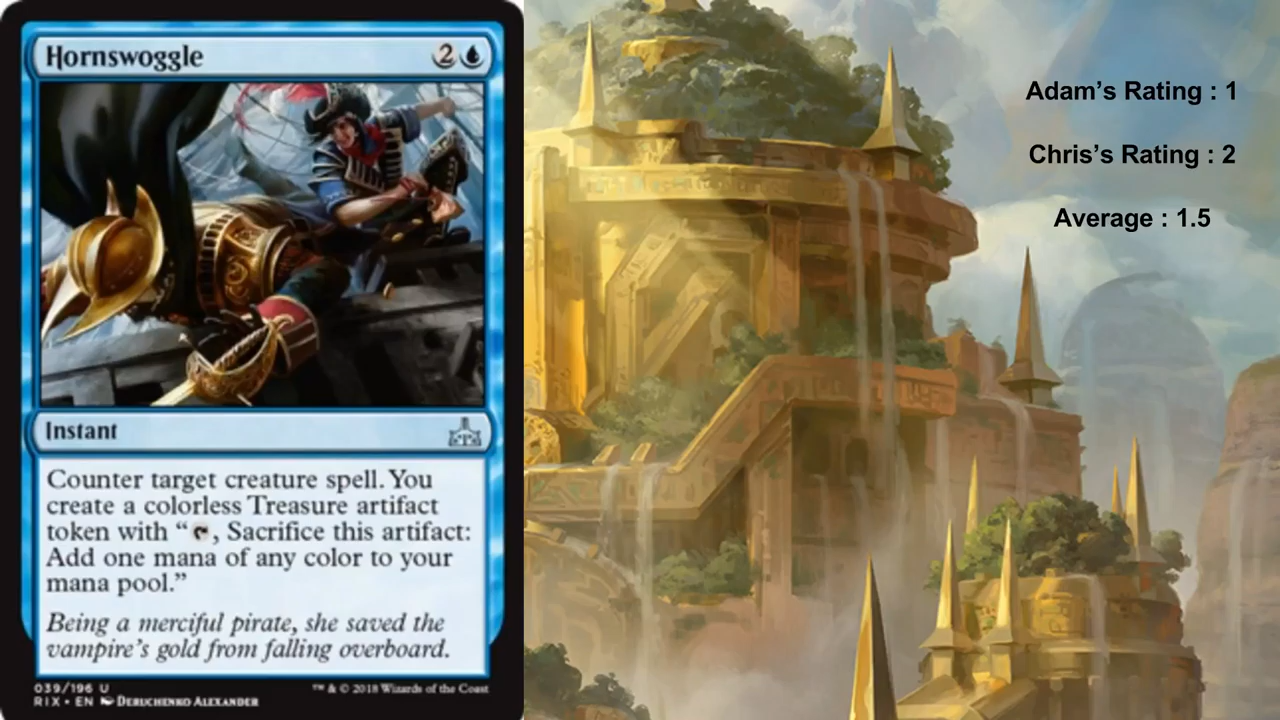 Hornswoggle 2
Instant
Counter target creature spell. You
create a colorless Treasure artifact
token with “ , Sacrifice this artifact:
Add one mana of any color to your
mana pool.”
Being a merciful pirate, she saved the
vampire’s gold from falling overboard.
039/196 U
RIX • EN Deruchenko Alexander
™ & © 2018 Wizards of the Coast
Adam’s Rating : 1
Chris’s Rating : 2
Average : 1.5